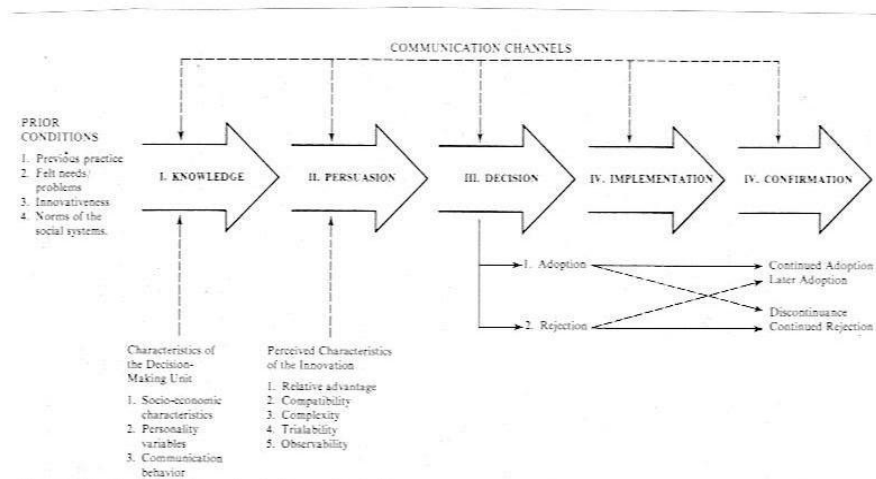 COMMUNICATION CHANNELS
PRIOR
CONDITIONS
1. Previous practice
2. Felt needs/
problems
3. Innovativeness
4. Norms of the
social systems.
I. KNOWLEDGE
II. PERSUASION
III. DECISION
IV. IMPLEMENTATION
IV. CONFIRMATION
1. Adoption
2. Rejection
Continued Adoption
Later Adoption
Discontinuance
Continued Rejection
Characteristics of
the Decision-
Making Unit
1. Socio-economic
characteristics
2. Personality
variables
3. Communication
behavior
Perceived Characteristics
of the Innovation
1. Relative advantage
2. Compatibility
3. Complexity
4. Trialability
5. Observability